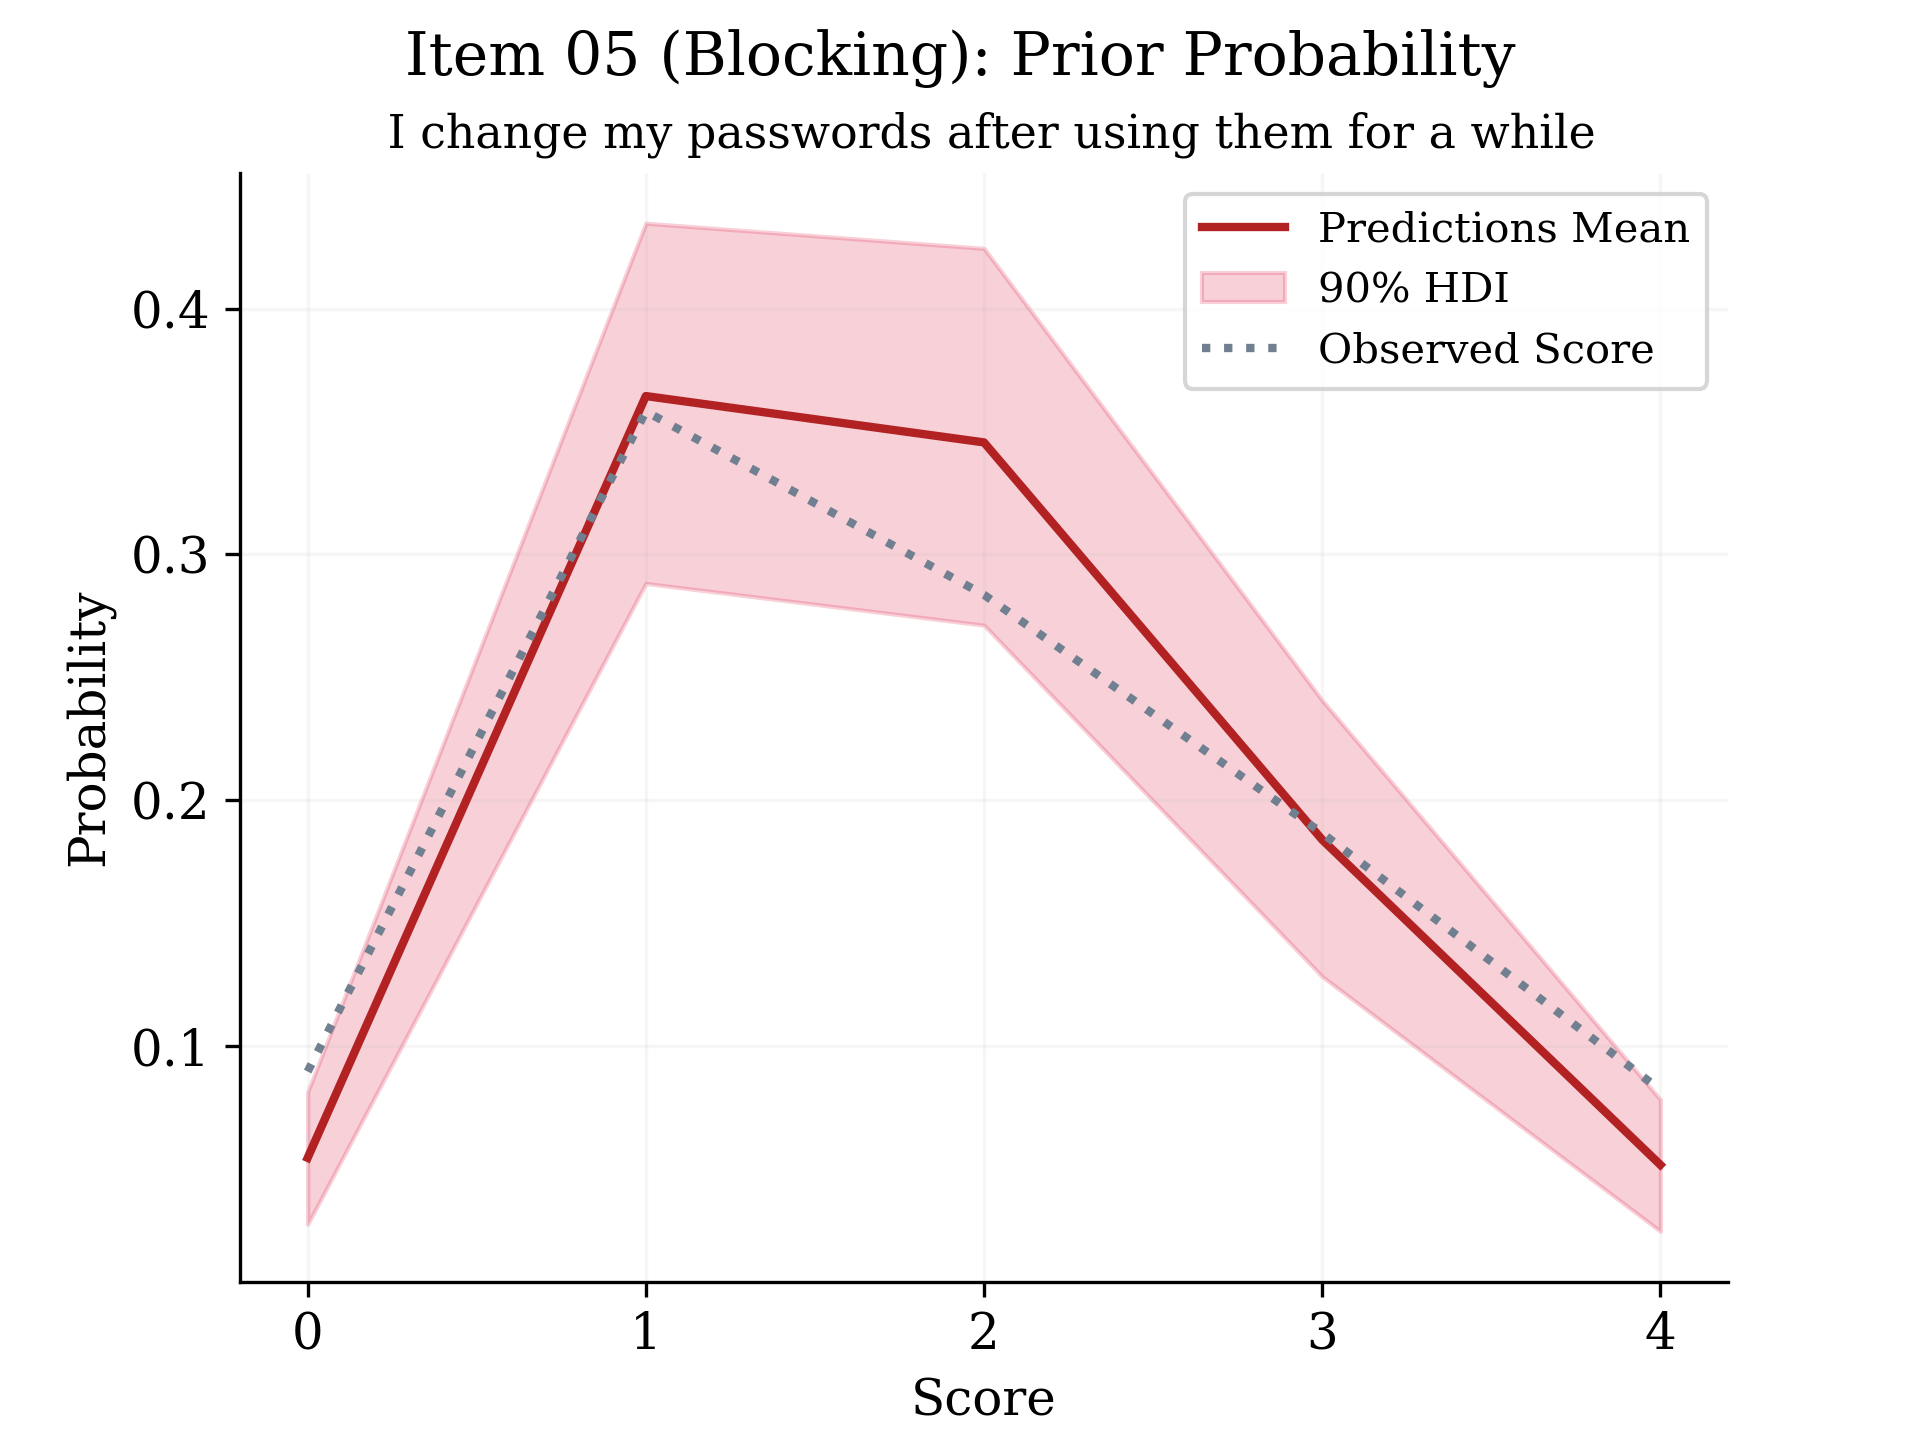 Item 05 (Blocking): Prior Probability
I change my passwords after using them for a while
Predictions Mean
90% HDI
Observed Score
0.4
0.3
0.2
0.1
Probability
0 1 2 3 4
Score